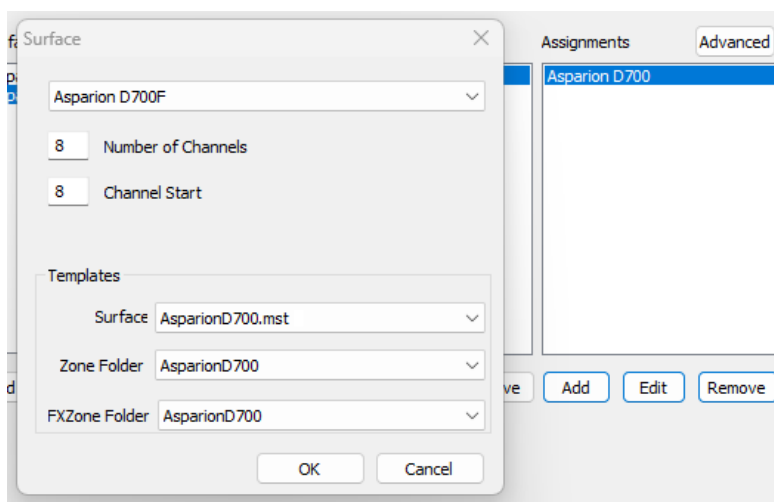 Surface
Assignments
Advanced
Asparion D700F
Asparion D700
8 Number of Channels
8 Channel Start
Templates
Surface AsparionD700.mst
Zone Folder AsparionD700
FXZone Folder AsparionD700
Add
Edit
Remove
OK
Cancel